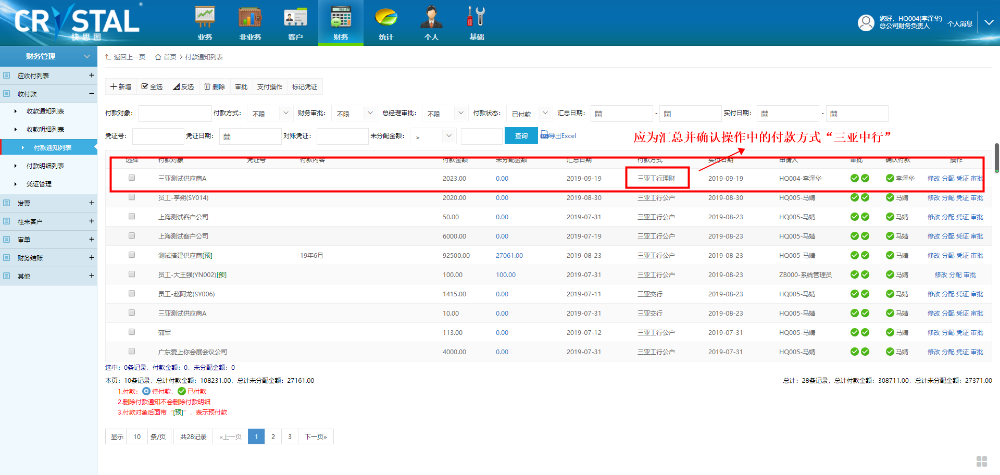 CRYSTAL ®
快思图
业务 非业务 客户 财务 统计 个人 基础
您好，HQ004(李泽华)
总公司财务负责人
个人消息
财务管理
应收付列表 +
收付款 −
收款通知列表
收款明细列表
付款通知列表
付款明细列表
凭证管理
发票 +
往来客户 +
审单 +
财务结账 +
其他 +
返回上一页 首页 > 付款通知列表
新增 全选 反选 删除 审批 支付操作 标记凭证
付款对象： 付款方式： 不限 财务审批： 不限 总经理审批： 不限 付款状态： 已付款 汇总日期： - 实付日期： -
凭证号： 凭证日期： 对账凭证： 未分配金额： > 查询 导出Excel
应为汇总并确认操作中的付款方式“三亚中行”
选择 付款对象 凭证号 付款内容 付款金额 未分配金额 汇总日期 付款方式 实付日期 申请人 审批 确认付款 操作
三亚测试供应商A 2023.00 0.00 2019-09-19 三亚工行理财 2019-09-19 HQ004-李泽华 李泽华 修改 分配 凭证 审批
员工-李朔(SY014) 2020.00 0.00 2019-08-30 三亚工行公户 2019-08-30 HQ005-马婧 马婧 修改 分配 凭证 审批
上海测试客户公司 50.00 0.00 2019-07-31 三亚工行公户 2019-08-23 HQ005-马婧 马婧 修改 分配 凭证 审批
上海测试客户公司 6000.00 0.00 2019-07-19 三亚工行公户 2019-08-23 HQ005-马婧 马婧 修改 分配 凭证 审批
测试搭建供应商[预] 19年6月 92500.00 27061.00 2019-08-23 三亚工行公户 2019-08-23 HQ005-马婧 马婧 修改 分配 凭证 审批
员工-大王强(YN002)[预] 100.00 100.00 2019-07-31 三亚工行公户 2019-08-23 ZB000-系统管理员 马婧 修改 分配 审批
员工-赵阿龙(SY006) 1415.00 0.00 2019-07-11 三亚交行 2019-08-23 HQ005-马婧 马婧 修改 分配 凭证 审批
三亚测试供应商A 10.00 0.00 2019-07-31 三亚交行 2019-08-23 HQ005-马婧 马婧 修改 分配 凭证 审批
蒲军 113.00 0.00 2019-07-12 三亚工行公户 2019-07-31 HQ005-马婧 马婧 修改 分配 凭证 审批
广东爱上你会展会议公司 4000.00 0.00 2019-07-31 三亚工行公户 2019-07-31 HQ005-马婧 马婧 修改 分配 凭证 审批
选中：0条记录，付款金额：0，未分配金额：0
本页：10条记录，总计付款金额：108231.00，总计未分配金额：27161.00 总计：28条记录，总计付款金额：308711.00，总计未分配金额：27371.00
1.付款： 待付款， 已付款
2.删除付款通知不会删除付款明细
3.付款对象后面带“[预]”，表示预付款
显示 10 条/页 共28记录 «上一页 1 2 3 下一页»